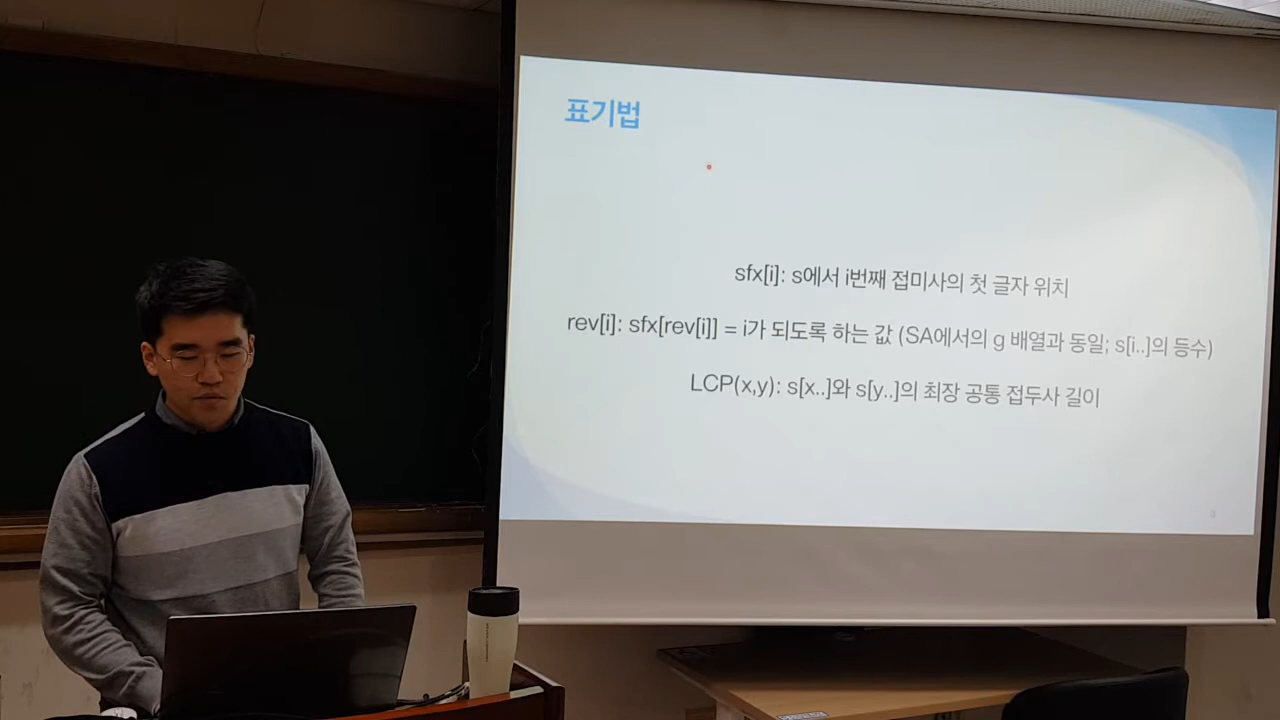 표기법
sfx[i]: s에서 i번째 접미사의 첫 글자 위치
rev[i]: sfx[rev[i]] = i가 되도록 하는 값 (SA에서의 g 배열과 동일; s[i..]의 등수)
LCP(x,y): s[x..]와 s[y..]의 최장 공통 접두사 길이